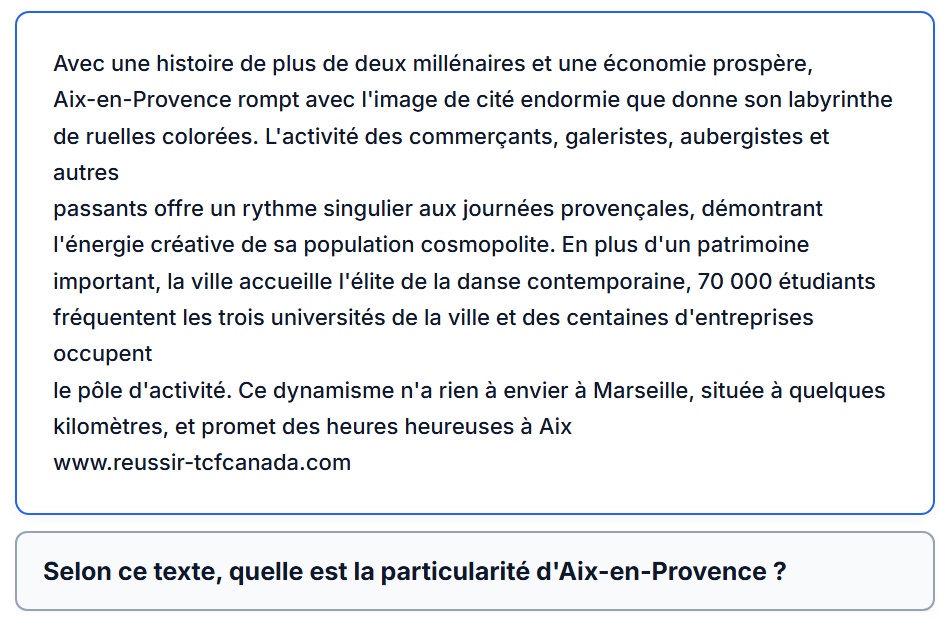 Avec une histoire de plus de deux millénaires et une économie prospère,
Aix-en-Provence rompt avec l'image de cité endormie que donne son labyrinthe
de ruelles colorées. L'activité des commerçants, galeristes, aubergistes et
autres
passants offre un rythme singulier aux journées provençales, démontrant
l'énergie créative de sa population cosmopolite. En plus d'un patrimoine
important, la ville accueille l'élite de la danse contemporaine, 70 000 étudiants
fréquentent les trois universités de la ville et des centaines d'entreprises
occupent
le pôle d'activité. Ce dynamisme n'a rien à envier à Marseille, située à quelques
kilomètres, et promet des heures heureuses à Aix
www.reussir-tcfcanada.com
Selon ce texte, quelle est la particularité d'Aix-en-Provence ?